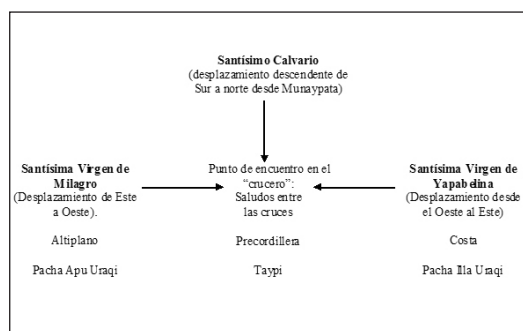 Santísimo Calvario
(desplazamiento descendente de
Sur a norte desde Munaypata)
Santísima Virgen de
Milagro
(Desplazamiento de Este
a Oeste).
Altiplano
Pacha Apu Uraqi
Punto de encuentro en el
“crucero”:
Saludos entre
las cruces
Precordillera
Taypi
Santísima Virgen de
Yapabelina
(Desplazamiento desde
el Oeste al Este)
Costa
Pacha Illa Uraqi